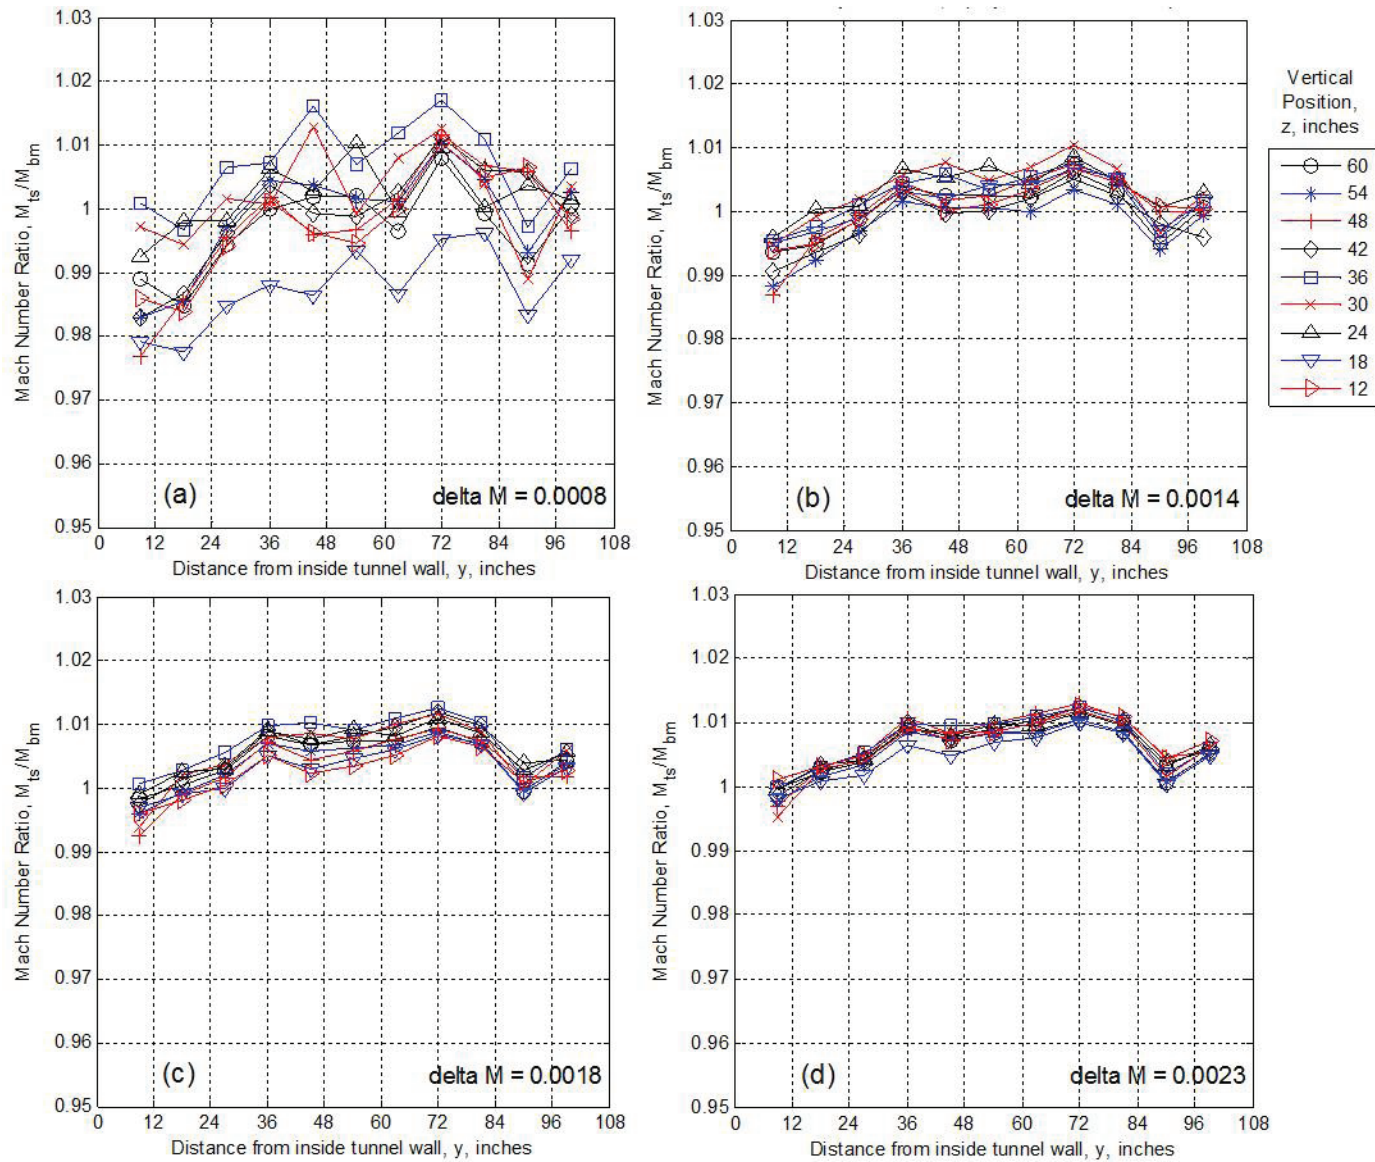 1.03
1.02
1.01
1
0.99
0.98
0.97
0.96
0.95
Mach Number Ratio, M_ts/M_bm
(a)
delta M = 0.0008
0 12 24 36 48 60 72 84 96 108
Distance from inside tunnel wall, y, inches
1.03
1.02
1.01
1
0.99
0.98
0.97
0.96
0.95
Mach Number Ratio, M_ts/M_bm
(b)
delta M = 0.0014
0 12 24 36 48 60 72 84 96 108
Distance from inside tunnel wall, y, inches
Vertical
Position,
z, inches
60
54
48
42
36
30
24
18
12
1.03
1.02
1.01
1
0.99
0.98
0.97
0.96
0.95
Mach Number Ratio, M_ts/M_bm
(c)
delta M = 0.0018
0 12 24 36 48 60 72 84 96 108
Distance from inside tunnel wall, y, inches
1.03
1.02
1.01
1
0.99
0.98
0.97
0.96
0.95
Mach Number Ratio, M_ts/M_bm
(d)
delta M = 0.0023
0 12 24 36 48 60 72 84 96 108
Distance from inside tunnel wall, y, inches